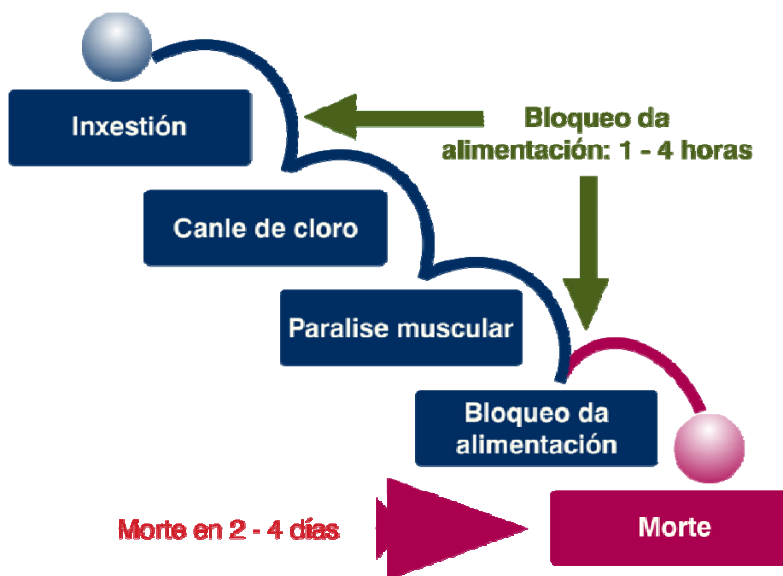 Inxestión
Bloqueo da
alimentación: 1 - 4 horas
Canle de cloro
Paralise muscular
Bloqueo da
alimentación
Morte en 2 - 4 días
Morte